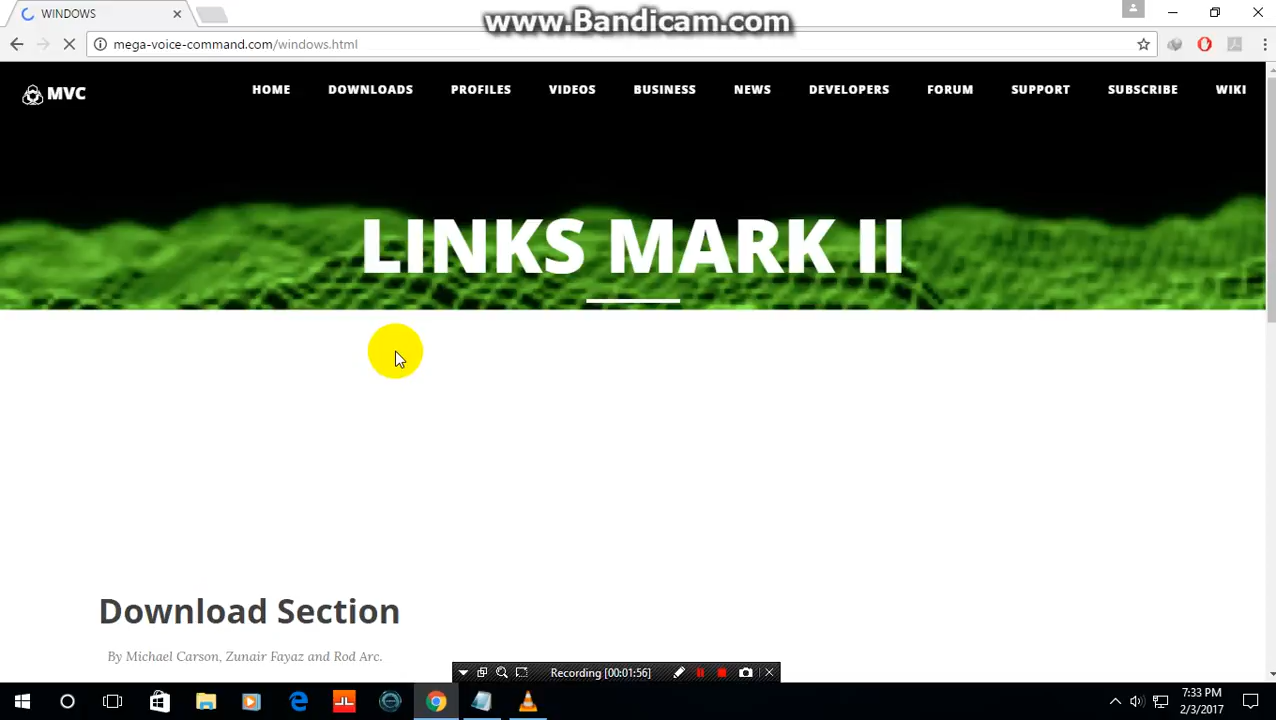 WINDOWS
www.Bandicam.com
mega-voice-command.com/windows.html
MVC
HOME DOWNLOADS PROFILES VIDEOS BUSINESS NEWS DEVELOPERS FORUM SUPPORT SUBSCRIBE WIKI
LINKS MARK II
Download Section
By Michael Carson, Zunair Fayaz and Rod Arc.
Recording [00:01:56]
JL
7:33 PM
2/3/2017